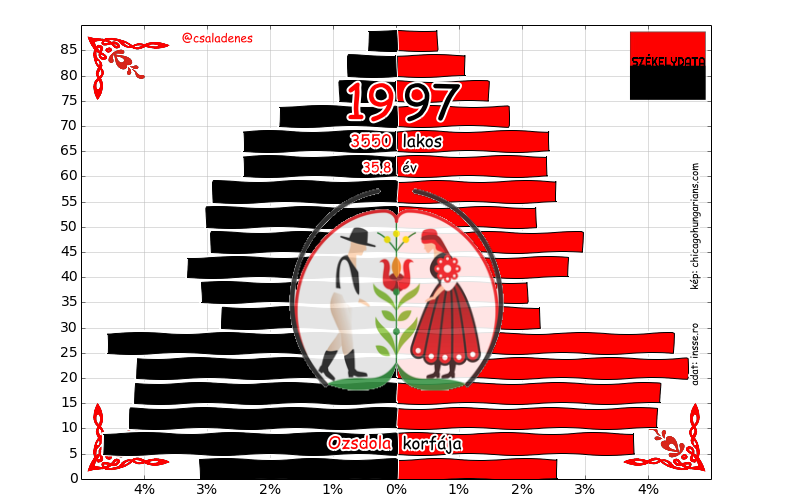 @csaladenes
SZÉKELYDATA
1997
3550 lakos
35.8 év
kép: chicagohungarians.com
adat: insse.ro
Ozsdola korfája
85
80
75
70
65
60
55
50
45
40
35
30
25
20
15
10
5
0
4% 3% 2% 1% 0% 1% 2% 3% 4%